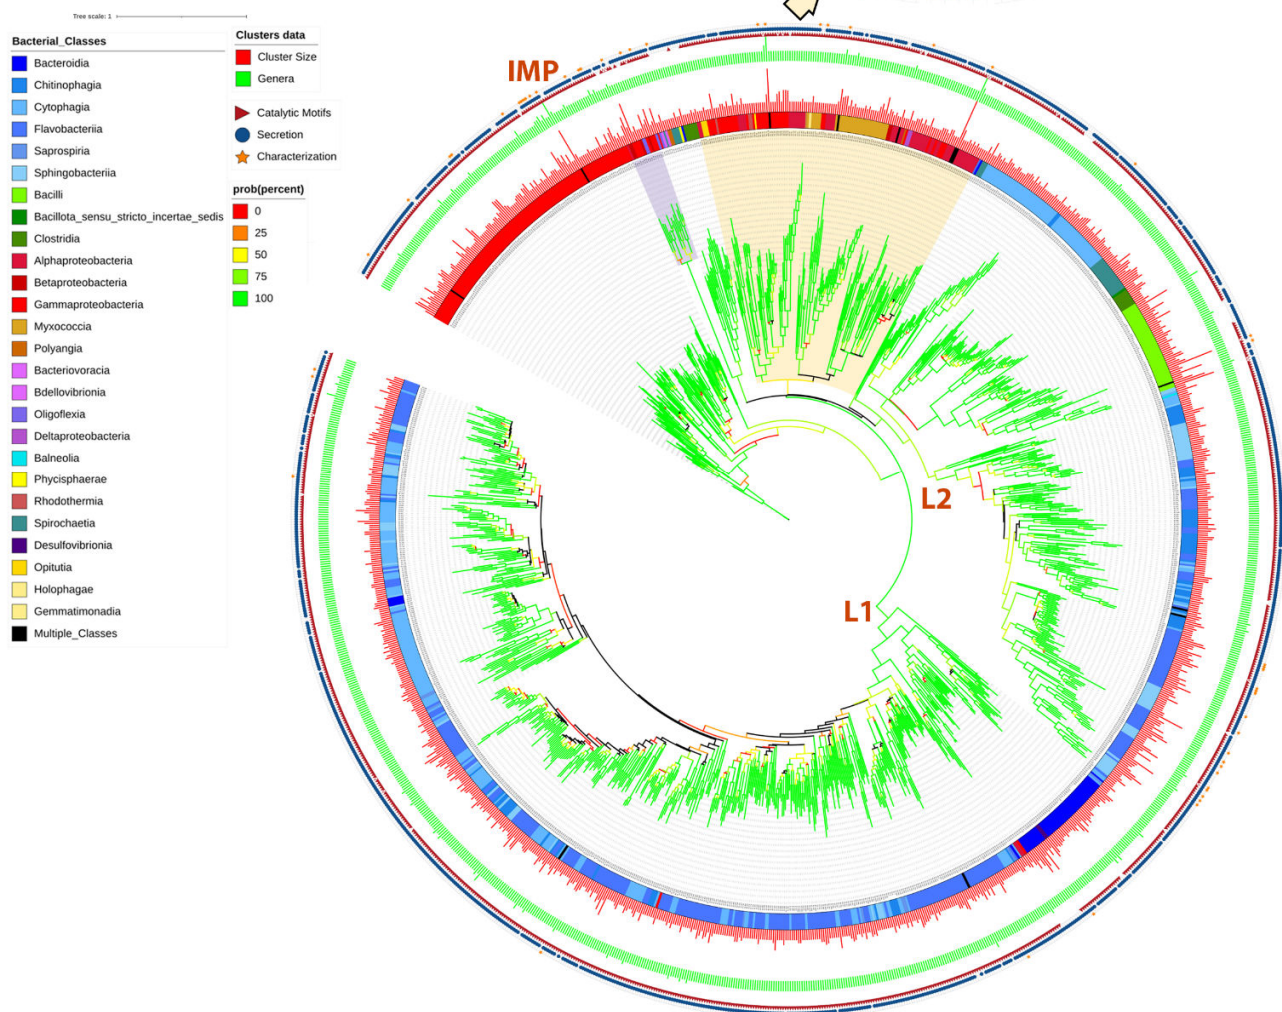 Tree scale: 1
Bacterial_Classes
Bacteroidia
Chitinophagia
Cytophagia
Flavobacteriia
Saprospiria
Sphingobacteriia
Bacilli
Bacillota_sensu_stricto_incertae_sedis
Clostridia
Alphaproteobacteria
Betaproteobacteria
Gammaproteobacteria
Myxococcia
Polyangia
Bacteriovoracia
Bdellovibrionia
Oligoflexia
Deltaproteobacteria
Balneolia
Phycisphaerae
Rhodothermia
Spirochaetia
Desulfovibrionia
Opitutia
Holophagae
Gemmatimonadia
Multiple_Classes
Clusters data
Cluster Size
Genera
Catalytic Motifs
Secretion
Characterization
prob(percent)
0
25
50
75
100
IMP
L2
L1